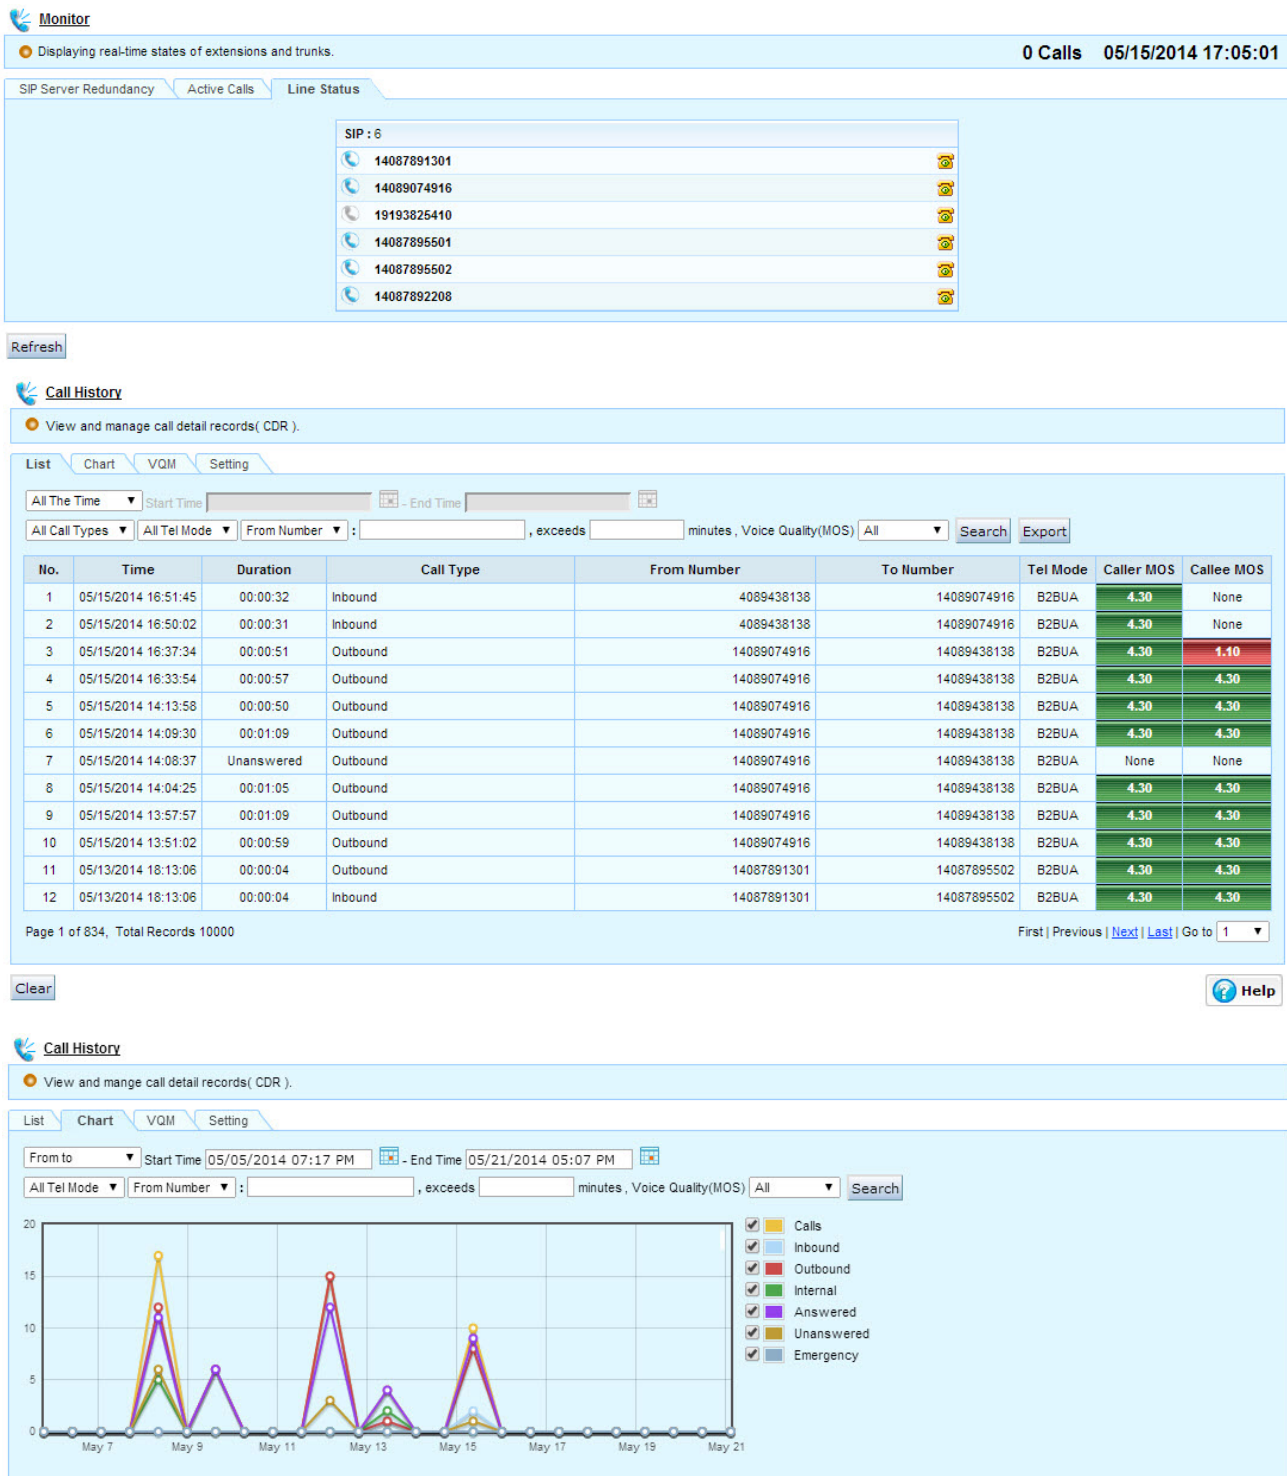 Monitor
Displaying real-time states of extensions and trunks. 0 Calls 05/15/2014 17:05:01
SIP Server Redundancy Active Calls Line Status
SIP : 6
14087891301
14089074916
19193825410
14087895501
14087895502
14087892208
Refresh
Call History
View and manage call detail records( CDR ).
List Chart VQM Setting
All The Time Start Time - End Time
All Call Types All Tel Mode From Number : , exceeds minutes , Voice Quality(MOS) All Search Export
No. Time Duration Call Type From Number To Number Tel Mode Caller MOS Callee MOS
1 05/15/2014 16:51:45 00:00:32 Inbound 4089438138 14089074916 B2BUA 4.30 None
2 05/15/2014 16:50:02 00:00:31 Inbound 4089438138 14089074916 B2BUA 4.30 None
3 05/15/2014 16:37:34 00:00:51 Outbound 14089074916 14089438138 B2BUA 4.30 1.10
4 05/15/2014 16:33:54 00:00:57 Outbound 14089074916 14089438138 B2BUA 4.30 4.30
5 05/15/2014 14:13:58 00:00:50 Outbound 14089074916 14089438138 B2BUA 4.30 4.30
6 05/15/2014 14:09:30 00:01:09 Outbound 14089074916 14089438138 B2BUA 4.30 4.30
7 05/15/2014 14:08:37 Unanswered Outbound 14089074916 14089438138 B2BUA None None
8 05/15/2014 14:04:25 00:01:05 Outbound 14089074916 14089438138 B2BUA 4.30 4.30
9 05/15/2014 13:57:57 00:01:09 Outbound 14089074916 14089438138 B2BUA 4.30 4.30
10 05/15/2014 13:51:02 00:00:59 Outbound 14089074916 14089438138 B2BUA 4.30 4.30
11 05/13/2014 18:13:06 00:00:04 Outbound 14087891301 14087895502 B2BUA 4.30 4.30
12 05/13/2014 18:13:06 00:00:04 Inbound 14087891301 14087895502 B2BUA 4.30 4.30
Page 1 of 834, Total Records 10000 First | Previous | Next | Last | Go to 1
Clear Help
Call History
View and mange call detail records( CDR ).
List Chart VQM Setting
From to Start Time 05/05/2014 07:17 PM - End Time 05/21/2014 05:07 PM
All Tel Mode From Number : , exceeds minutes , Voice Quality(MOS) All Search
20
15
10
5
0
May 7 May 9 May 11 May 13 May 15 May 17 May 19 May 21
Calls
Inbound
Outbound
Internal
Answered
Unanswered
Emergency